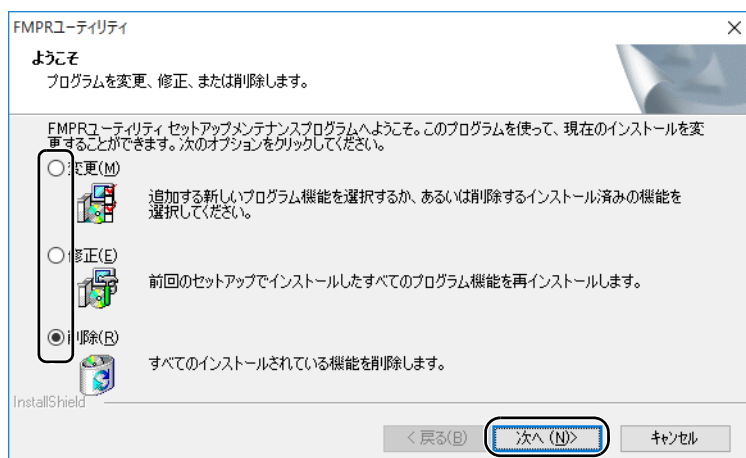 FMPRユーティリティ
ようこそ
プログラムを変更、修正、または削除します。
FMPRユーティリティ セットアップメンテナンスプログラムへようこそ。このプログラムを使って、現在のインストールを変
更することができます。次のオプションをクリックしてください。
変更(M)
追加する新しいプログラム機能を選択するか、あるいは削除するインストール済みの機能を
選択してください。
修正(E)
前回のセットアップでインストールしたすべてのプログラム機能を再インストールします。
削除(R)
すべてのインストールされている機能を削除します。
InstallShield
< 戻る(B)
次へ (N)>
キャンセル